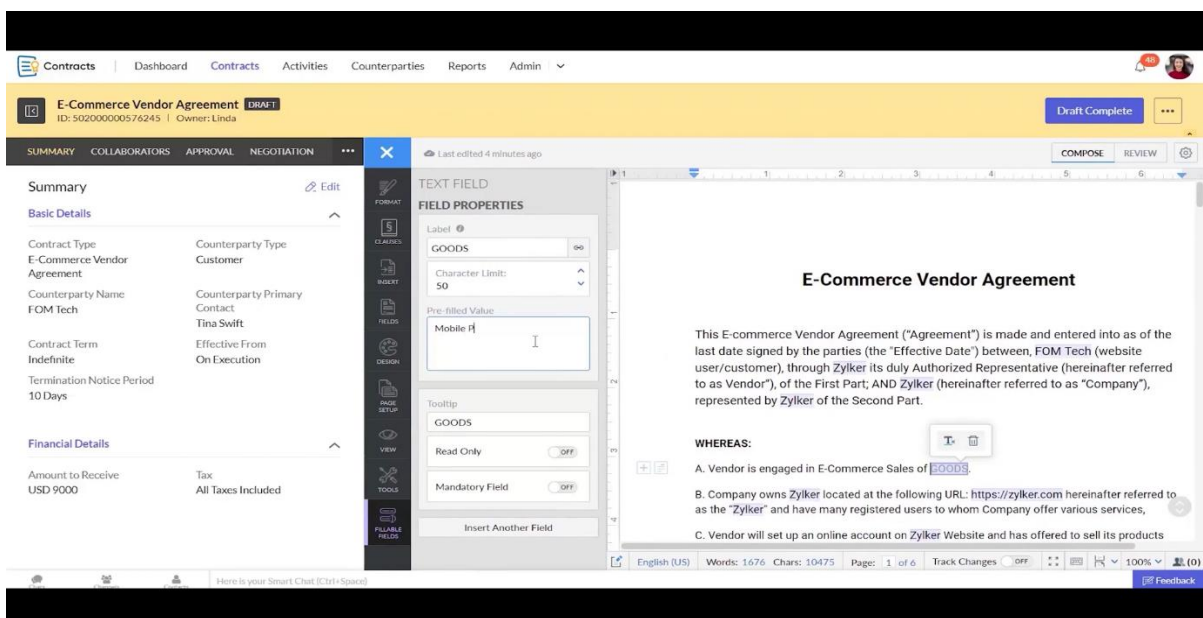 Contracts
Dashboard
Contracts
Activities
Counterparties
Reports
Admin
48
E-Commerce Vendor Agreement DRAFT
ID: 502000000576245 | Owner: Linda
Draft Complete
SUMMARY
COLLABORATORS
APPROVAL
NEGOTIATION
Last edited 4 minutes ago
COMPOSE
REVIEW
Summary
Edit
Basic Details
Contract Type
E-Commerce Vendor
Agreement
Counterparty Type
Customer
Counterparty Name
FOM Tech
Counterparty Primary
Contact
Tina Swift
Contract Term
Indefinite
Effective From
On Execution
Termination Notice Period
10 Days
Financial Details
Amount to Receive
USD 9000
Tax
All Taxes Included
FORMAT
CLAUSES
INSERT
FIELDS
DESIGN
PAGE
SETUP
VIEW
TOOLS
FILLABLE
FIELDS
TEXT FIELD
FIELD PROPERTIES
Label
GOODS
Character Limit:
50
Pre-filled Value
Mobile P
Tooltip
GOODS
Read Only
OFF
Mandatory Field
OFF
Insert Another Field
1 1 2 3 4 5 6
2
3
4
E-Commerce Vendor Agreement
This E-commerce Vendor Agreement (“Agreement”) is made and entered into as of the
last date signed by the parties (the "Effective Date") between, FOM Tech (website
user/customer), through Zylker its duly Authorized Representative (hereinafter referred
to as Vendor"), of the First Part; AND Zylker (hereinafter referred to as “Company”),
represented by Zylker of the Second Part.
WHEREAS:
A. Vendor is engaged in E-Commerce Sales of GOODS.
B. Company owns Zylker located at the following URL: https://zylker.com hereinafter referred to
as the "Zylker" and have many registered users to whom Company offer various services,
C. Vendor will set up an online account on Zylker Website and has offered to sell its products
English (US)
Words: 1676 Chars: 10475
Page: 1 of 6
Track Changes OFF
100%
(0)
Here is your Smart Chat (Ctrl+Space)
Feedback